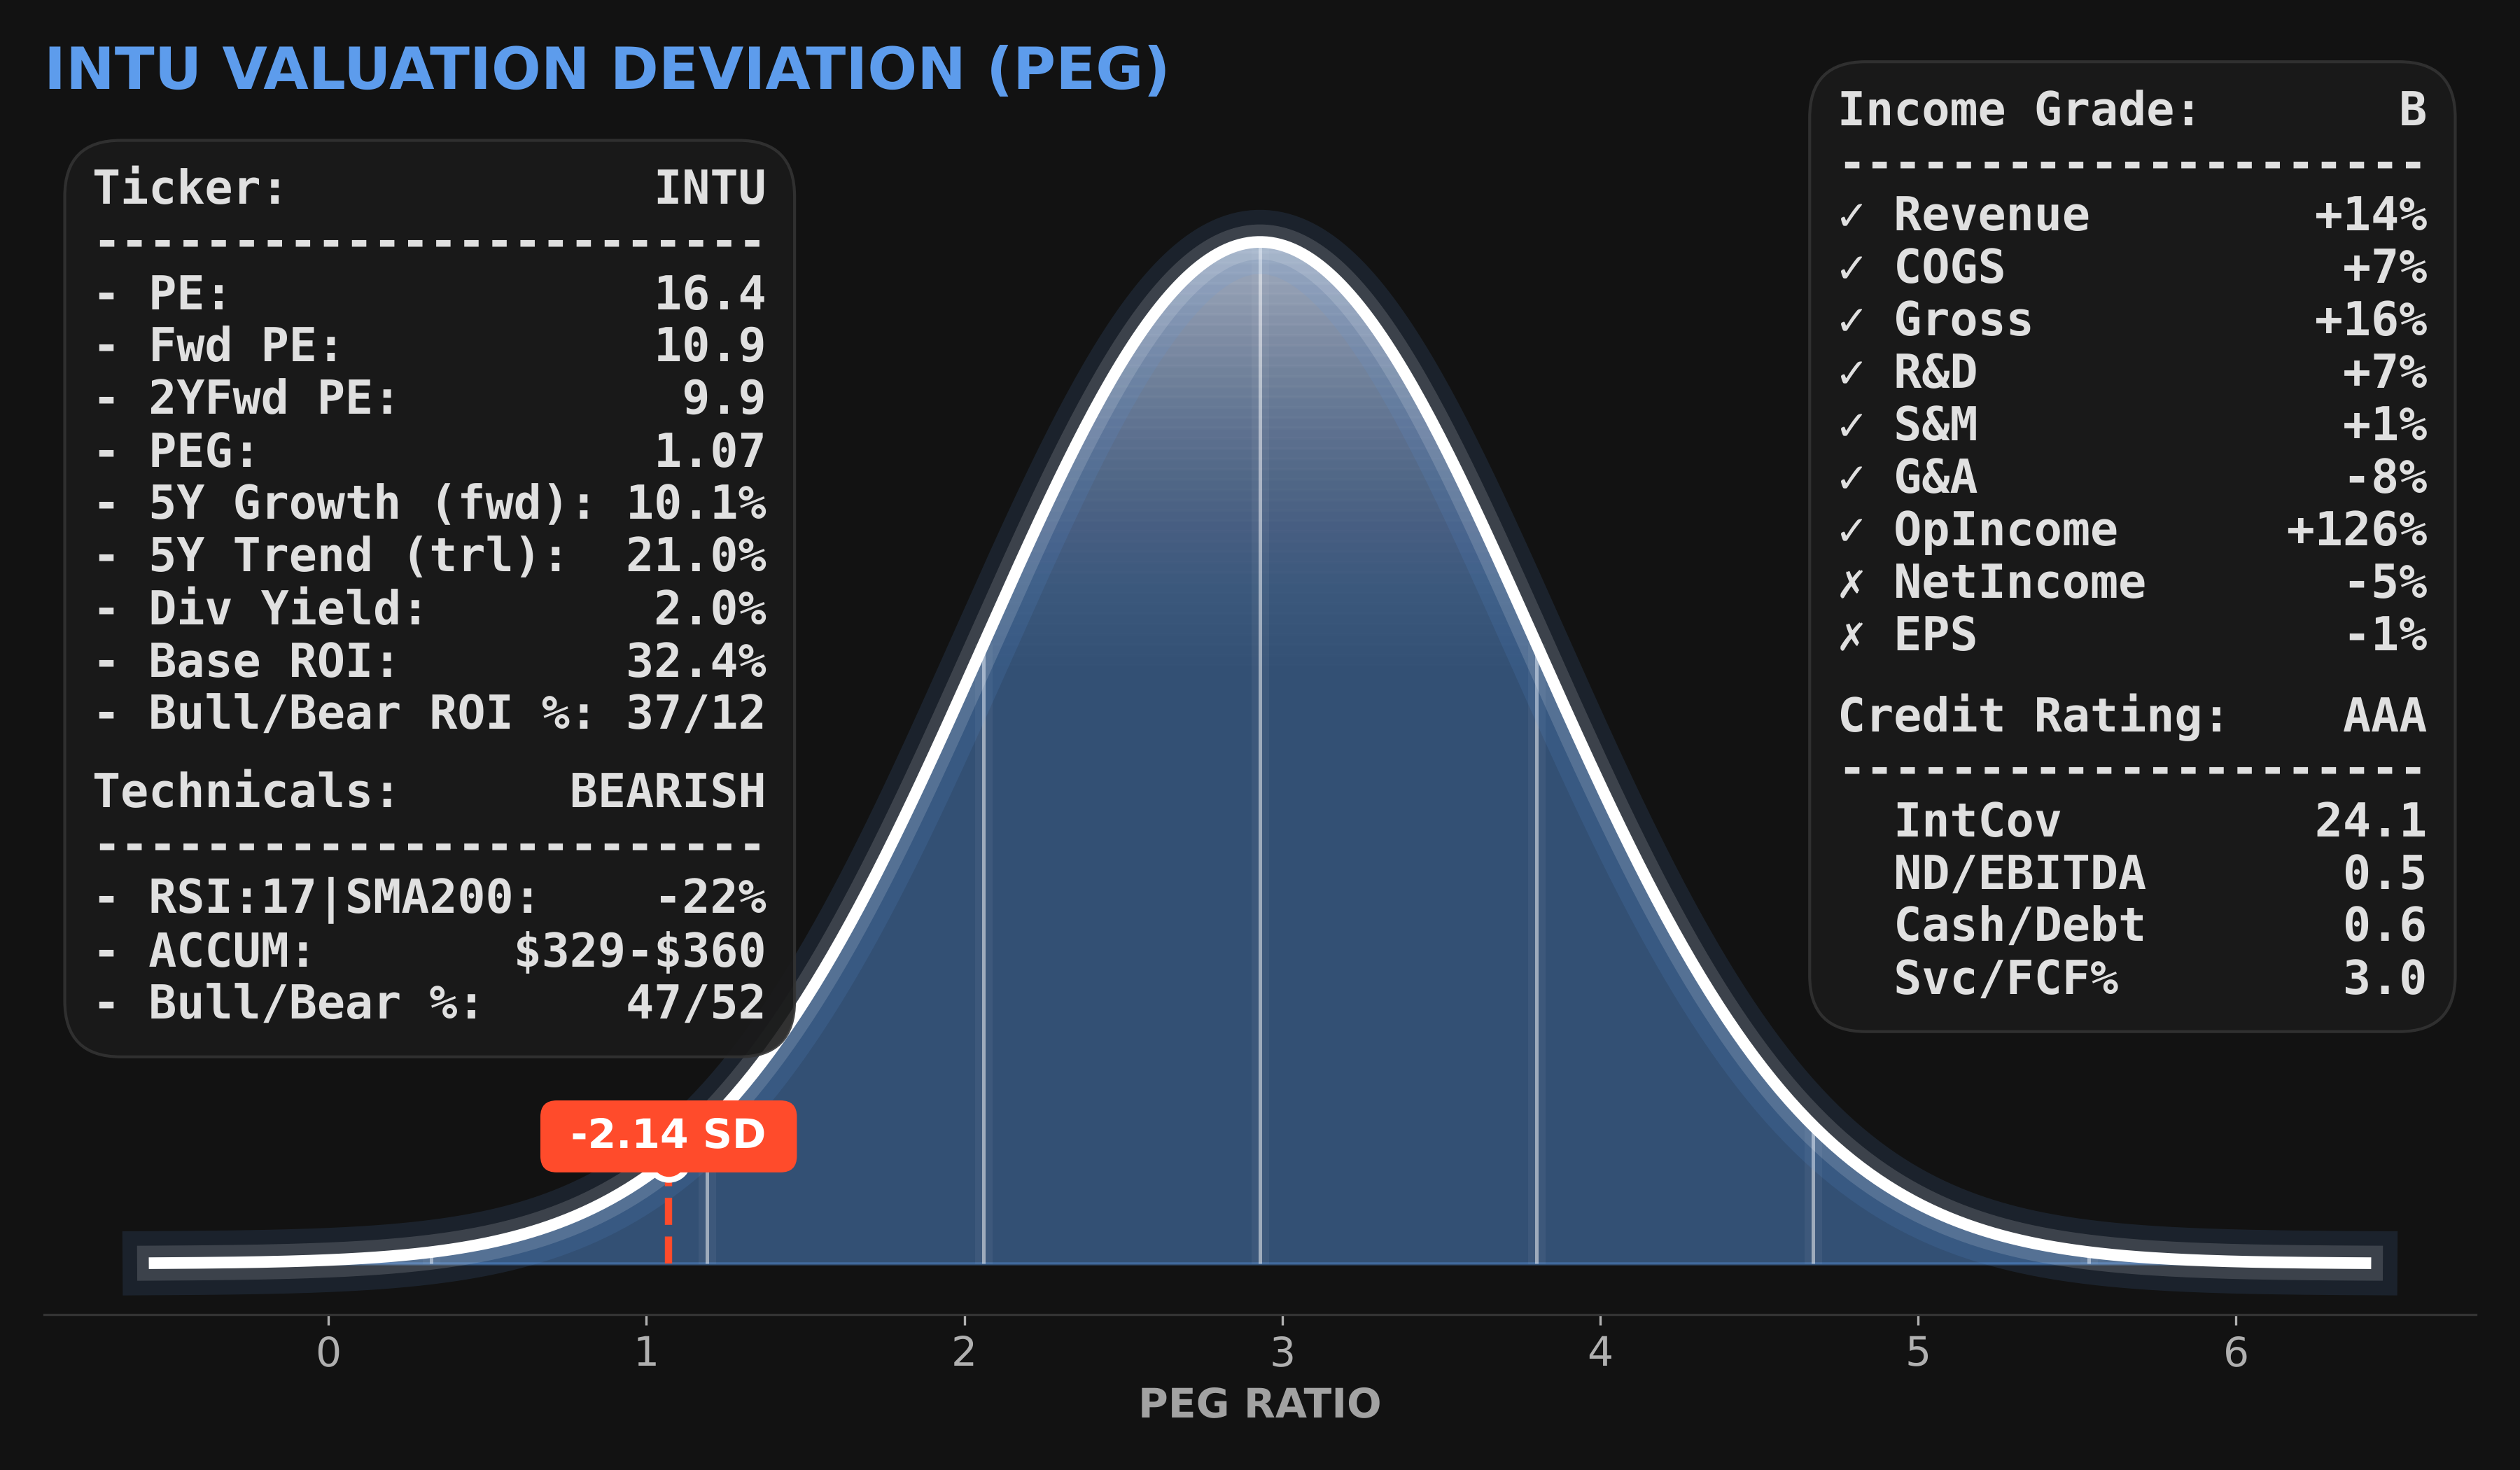 INTU VALUATION DEVIATION (PEG)
Ticker: INTU
------------------------
- PE: 16.4
- Fwd PE: 10.9
- 2YFwd PE: 9.9
- PEG: 1.07
- 5Y Growth (fwd): 10.1%
- 5Y Trend (trl): 21.0%
- Div Yield: 2.0%
- Base ROI: 32.4%
- Bull/Bear ROI %: 37/12
Technicals: BEARISH
------------------------
- RSI:17|SMA200: -22%
- ACCUM: $329-$360
- Bull/Bear %: 47/52
Income Grade: B
---------------------
✓ Revenue +14%
✓ COGS +7%
✓ Gross +16%
✓ R&D +7%
✓ S&M +1%
✓ G&A -8%
✓ OpIncome +126%
✗ NetIncome -5%
✗ EPS -1%
Credit Rating: AAA
---------------------
IntCov 24.1
ND/EBITDA 0.5
Cash/Debt 0.6
Svc/FCF% 3.0
-2.14 SD
0 1 2 3 4 5 6
PEG RATIO